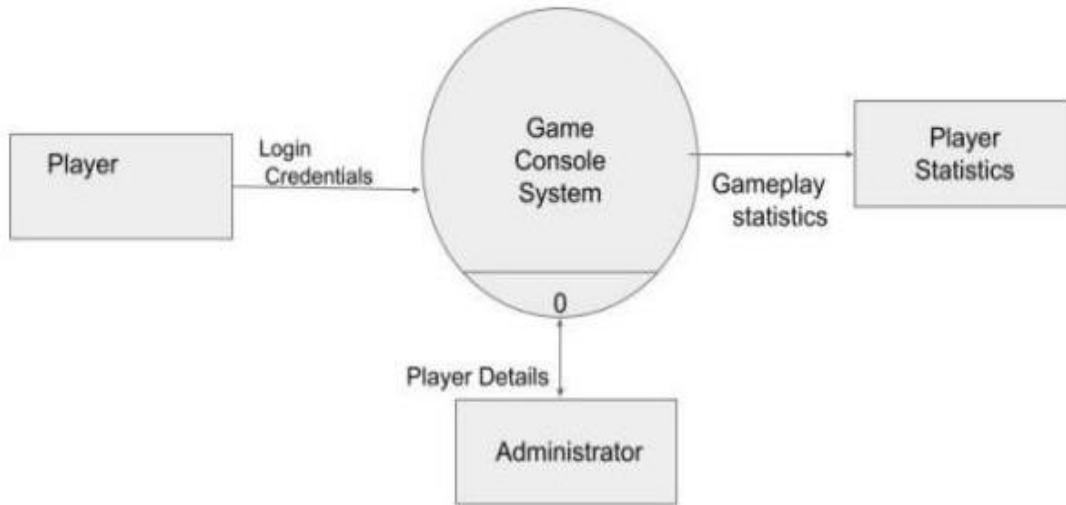 Player
Login
Credentials
Game
Console
System
0
Gameplay
statistics
Player
Statistics
Player Details
Administrator